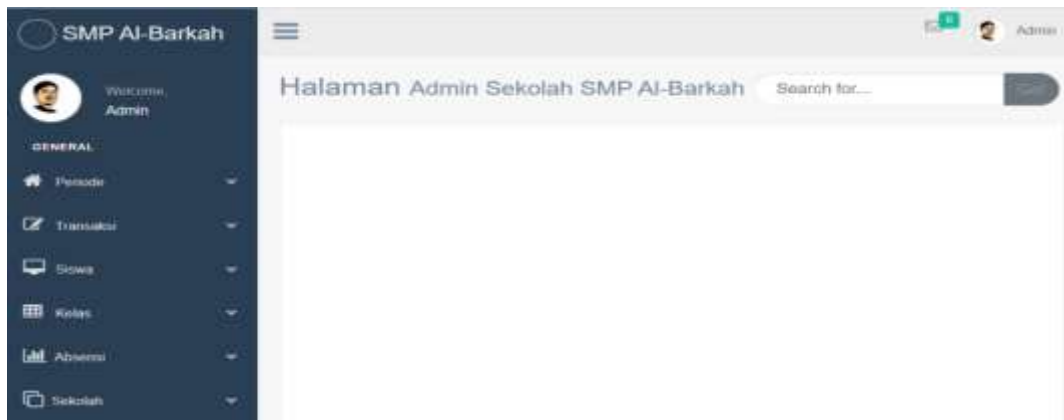 SMP Al-Barkah
Welcome,
Admin
GENERAL
Periode
Transaksi
Siswa
Kelas
Absensi
Sekolah
Admin
Halaman Admin Sekolah SMP Al-Barkah
Search for...